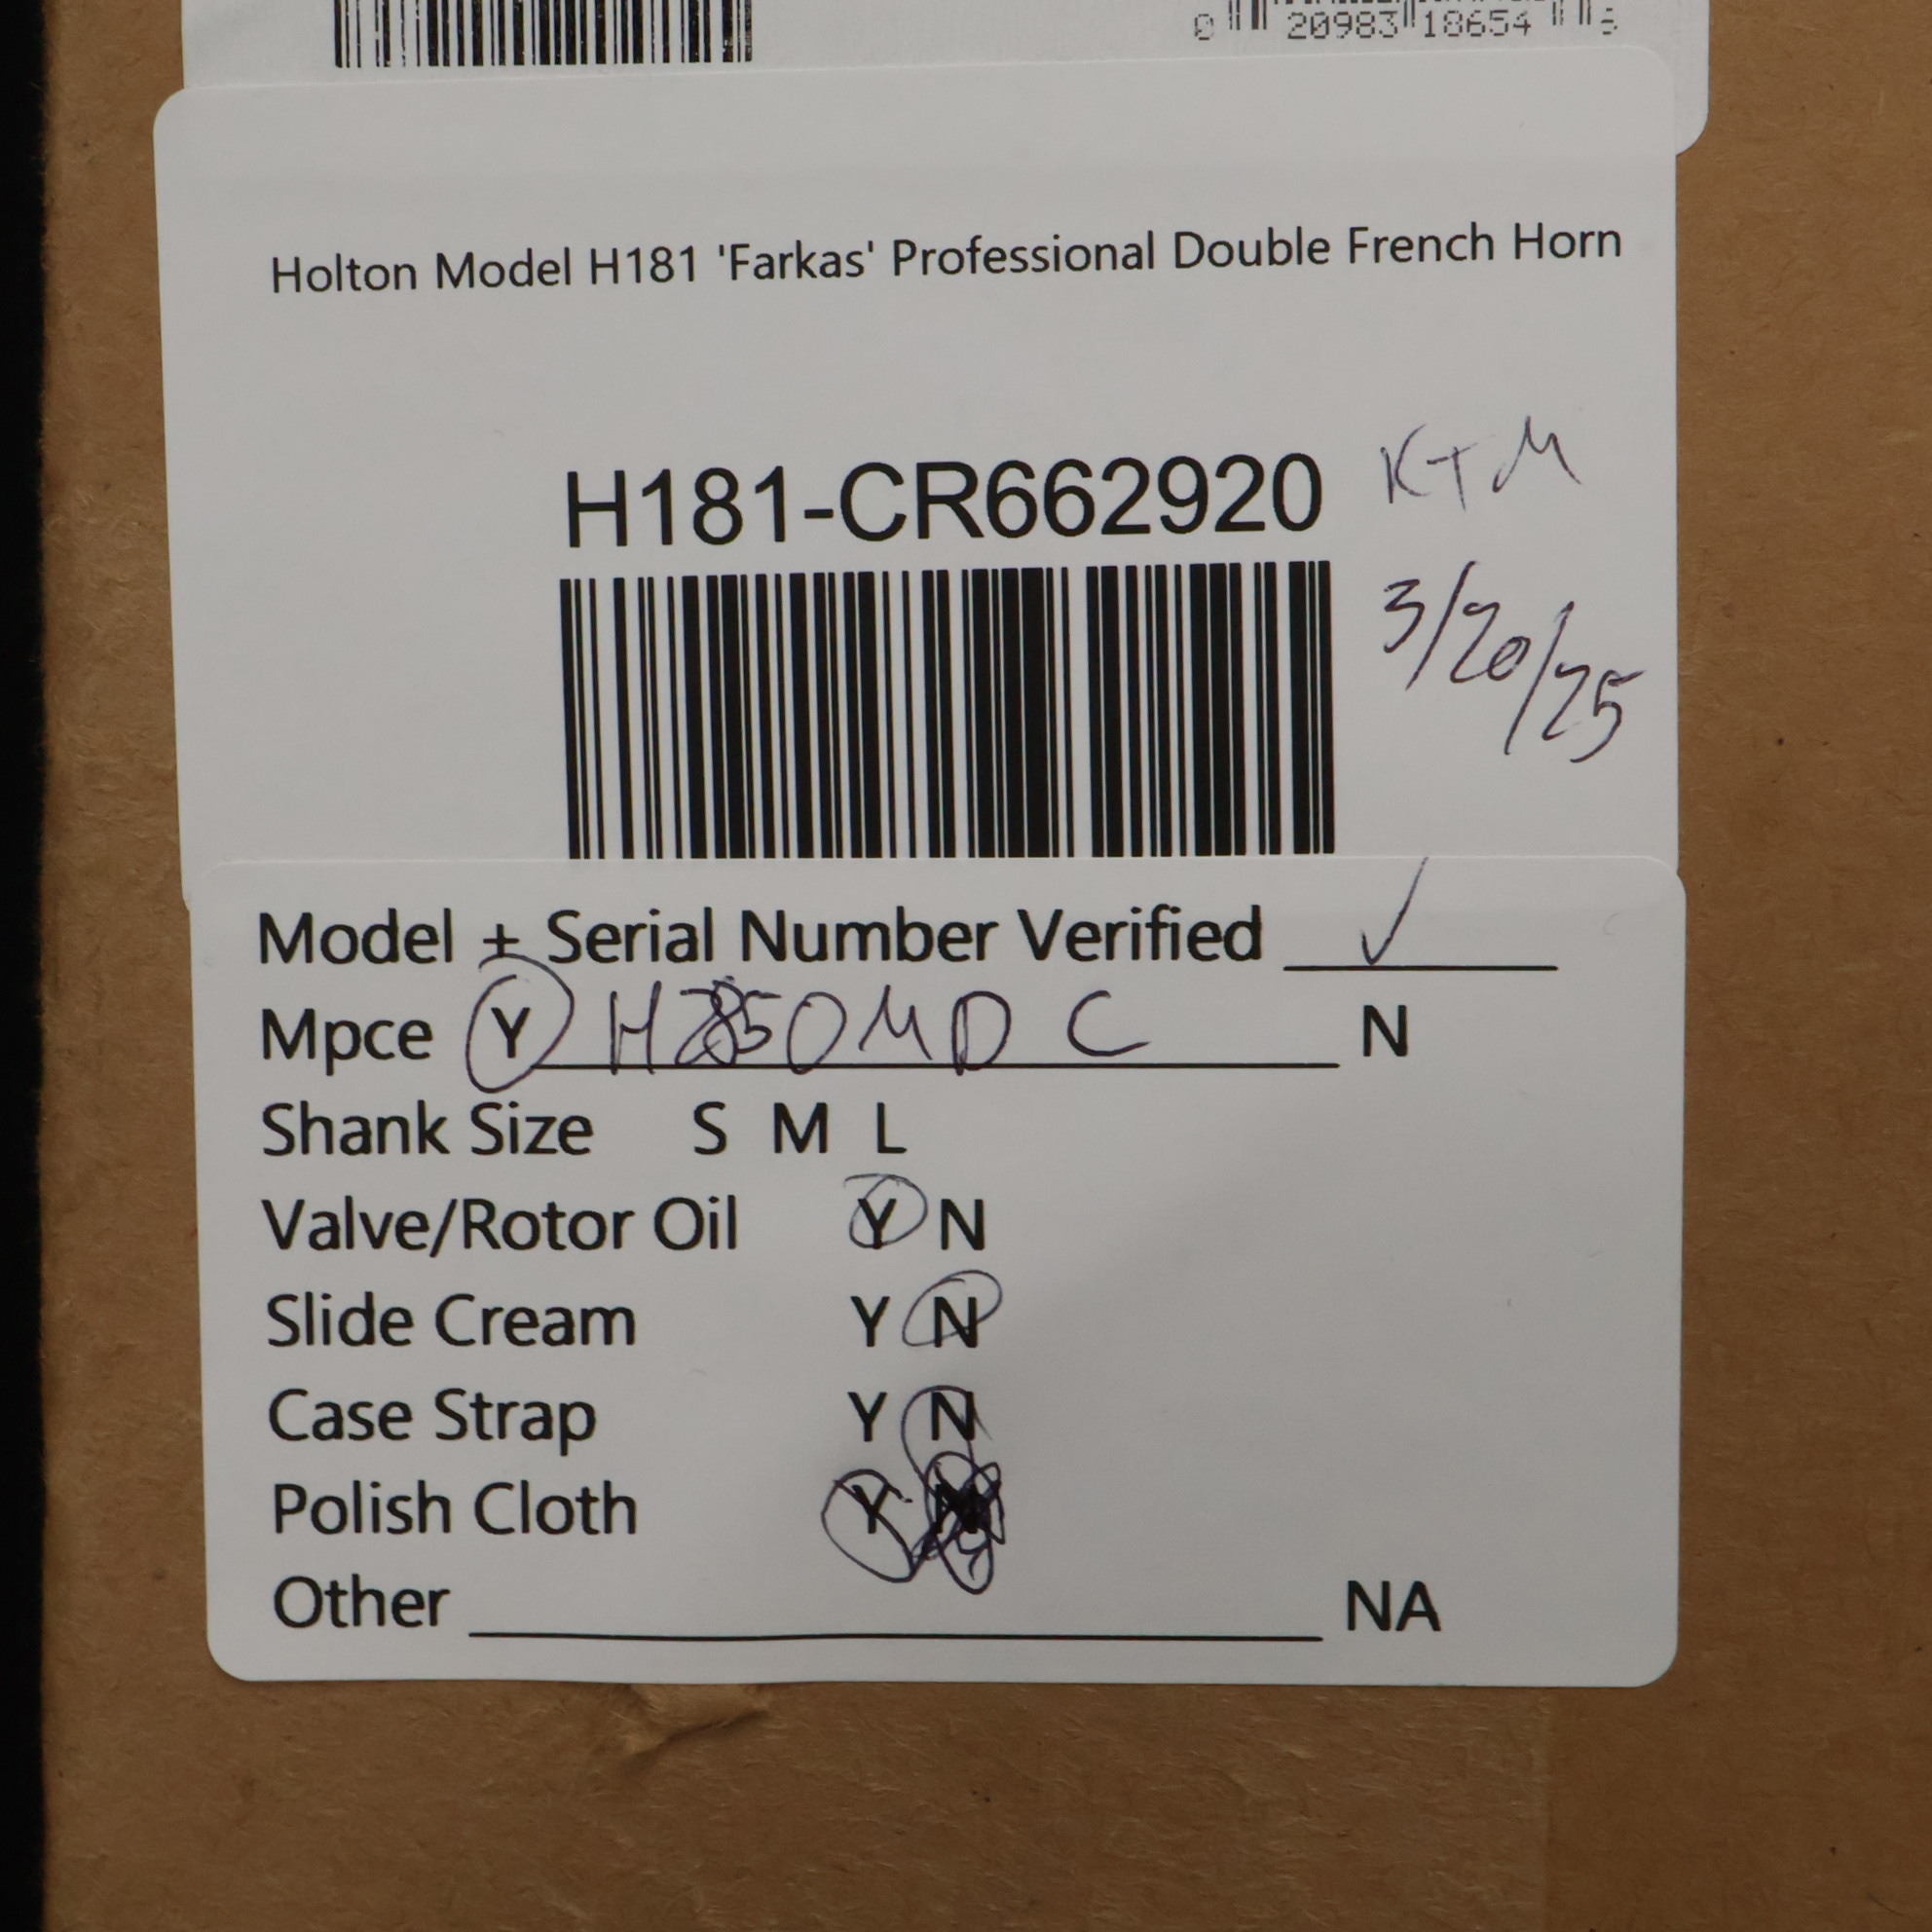 20983 18654
Holton Model H181 'Farkas' Professional Double French Horn
H181-CR662920 KTM
3/20/25
Model + Serial Number Verified ✓
Mpce Y H2850MDC N
Shank Size S M L
Valve/Rotor Oil Y N
Slide Cream Y N
Case Strap Y N
Polish Cloth Y N
Other NA